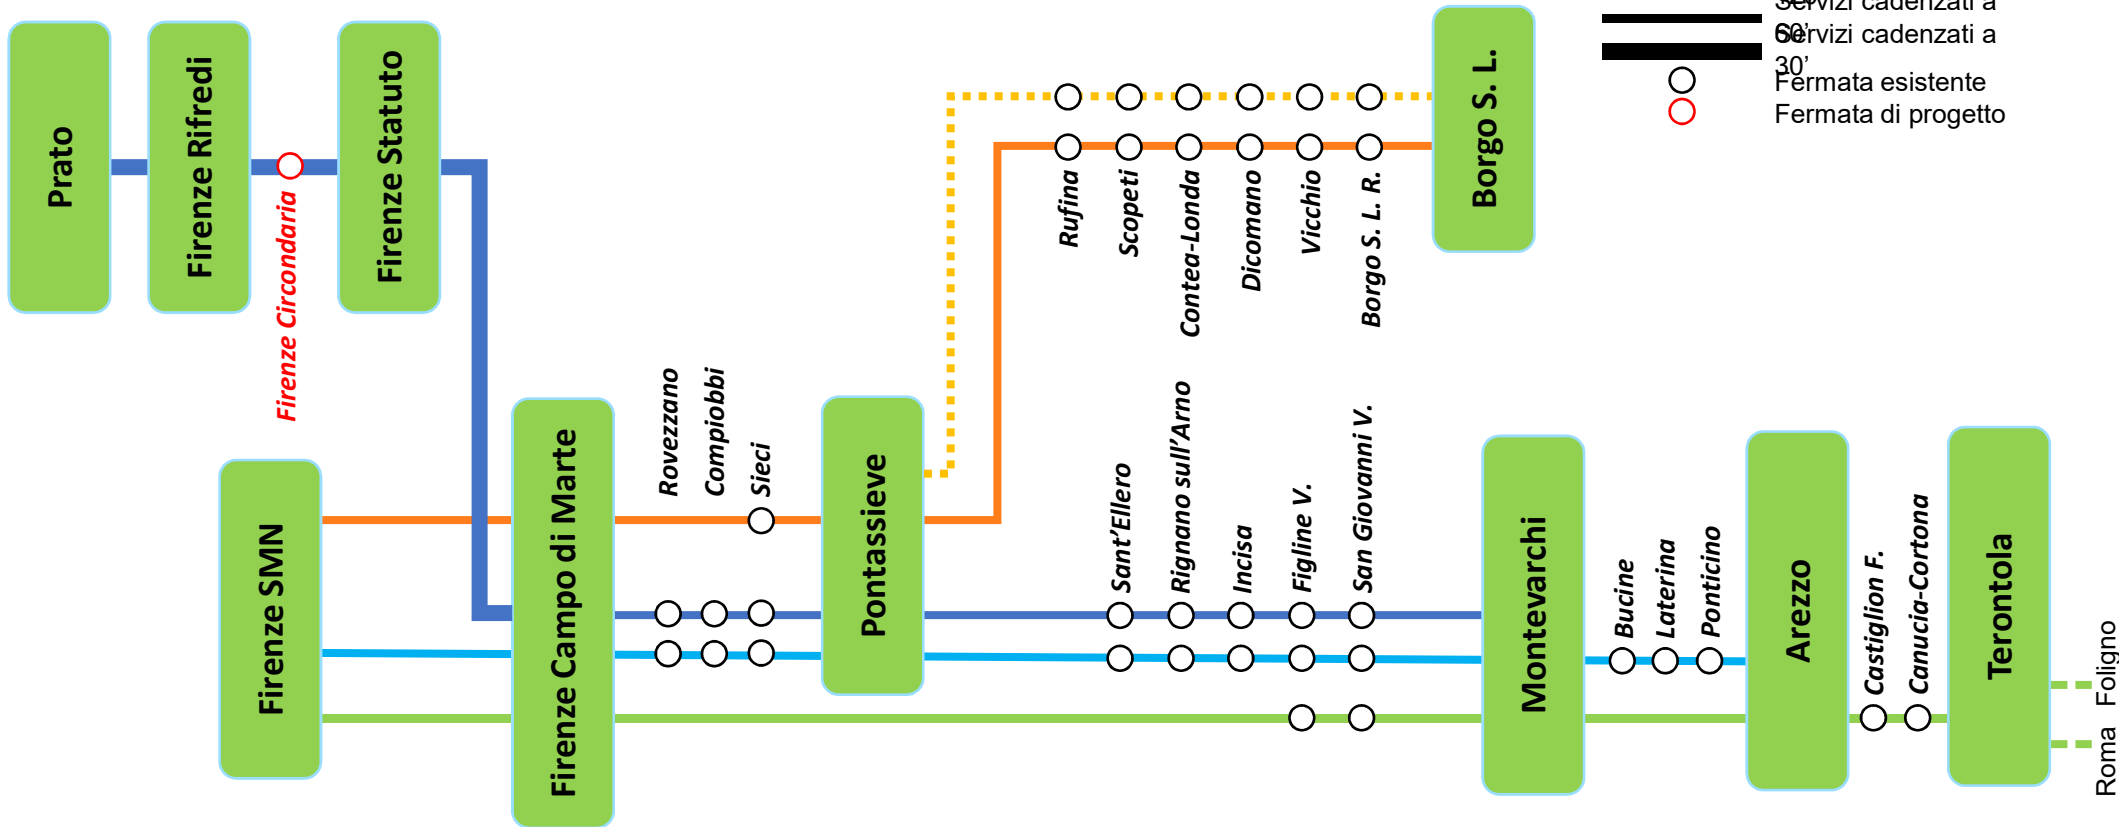 Servizi cadenzati a
60'
Servizi cadenzati a
30'
Fermata esistente
Fermata di progetto
Prato
Firenze Rifredi
Firenze Circondaria
Firenze Statuto
Borgo S. L.
Rufina
Scopeti
Contea-Londa
Dicomano
Vicchio
Borgo S. L. R.
Firenze SMN
Firenze Campo di Marte
Rovezzano
Compiobbi
Sieci
Pontassieve
Sant'Ellero
Rignano sull'Arno
Incisa
Figline V.
San Giovanni V.
Montevarchi
Bucine
Laterina
Ponticino
Arezzo
Castiglion F.
Canucia-Cortona
Terontola
Foligno
Roma